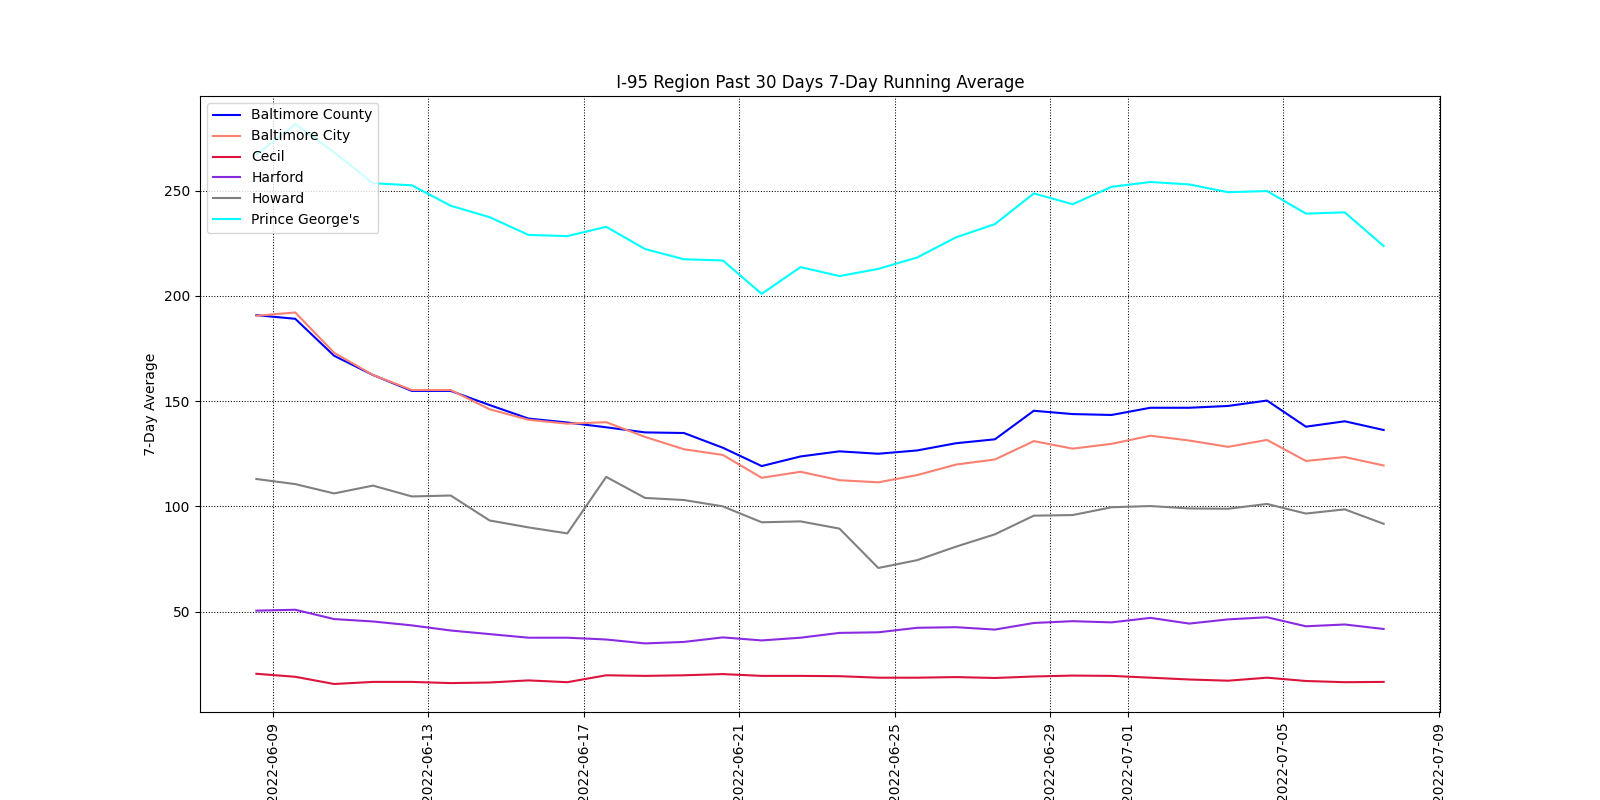 I-95 Region Past 30 Days 7-Day Running Average
Baltimore County
Baltimore City
Cecil
Harford
Howard
Prince George's
7-Day Average
250
200
150
100
50
2022-06-09
2022-06-13
2022-06-17
2022-06-21
2022-06-25
2022-06-29
2022-07-01
2022-07-05
2022-07-09